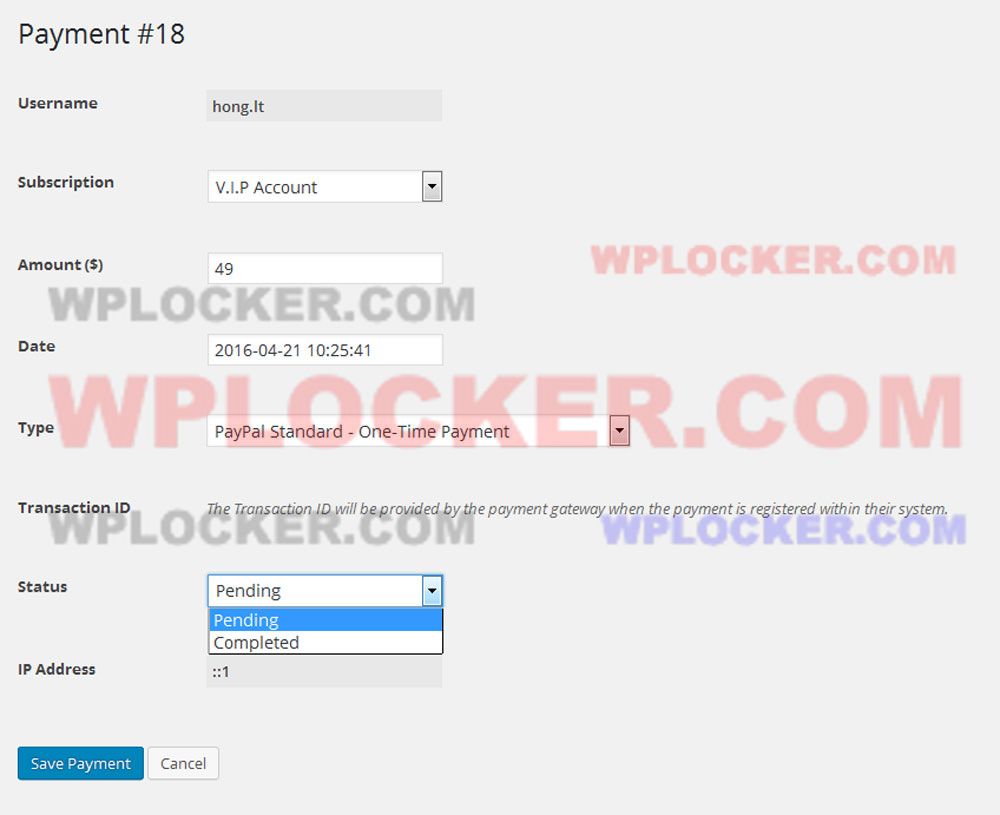 Payment #18
Username
hong.lt
Subscription
V.I.P Account
Amount ($)
49
WPLOCKER.COM
WPLOCKER.COM
Date
2016-04-21 10:25:41
WPLOCKER.COM
Type
PayPal Standard - One-Time Payment
Transaction ID
The Transaction ID will be provided by the payment gateway when the payment is registered within their system.
WPLOCKER.COM
WPLOCKER.COM
Status
Pending
Pending
Completed
IP Address
::1
Save Payment
Cancel